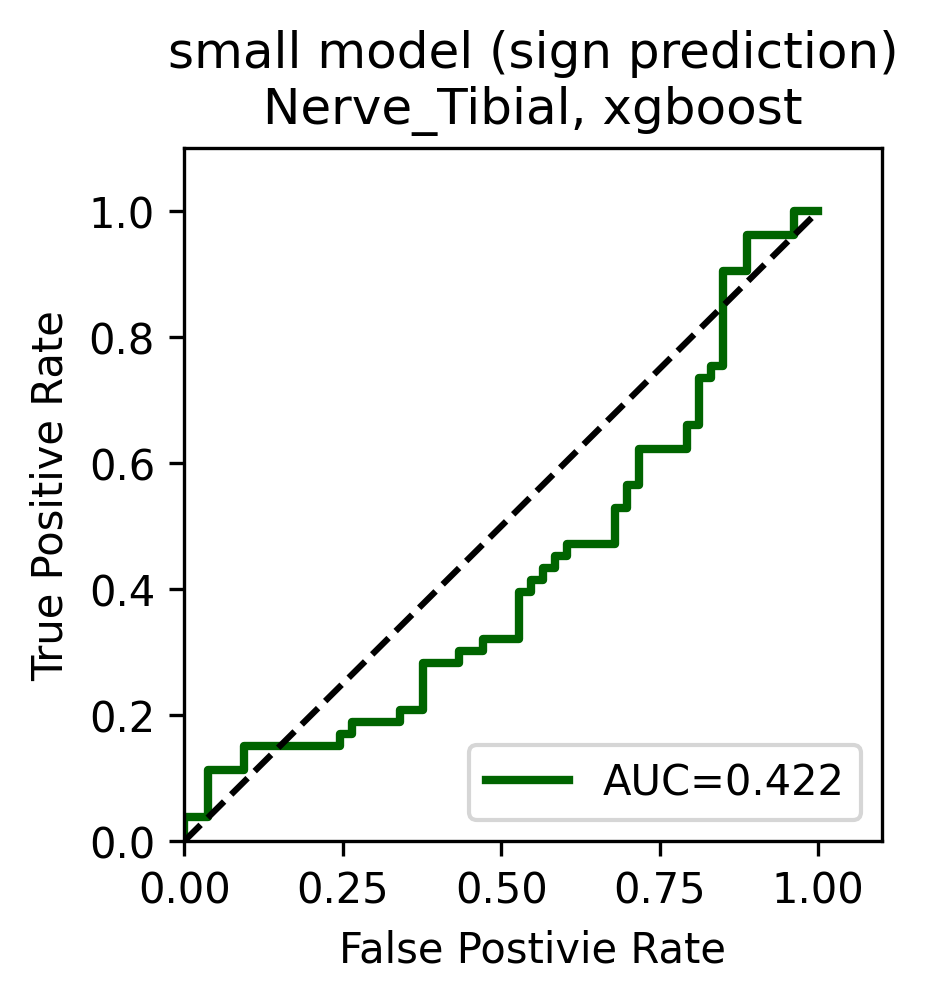 small model (sign prediction)
Nerve_Tibial, xgboost
1.0
0.8
0.6
0.4
0.2
0.0
True Positive Rate
AUC=0.422
0.00 0.25 0.50 0.75 1.00
False Postivie Rate